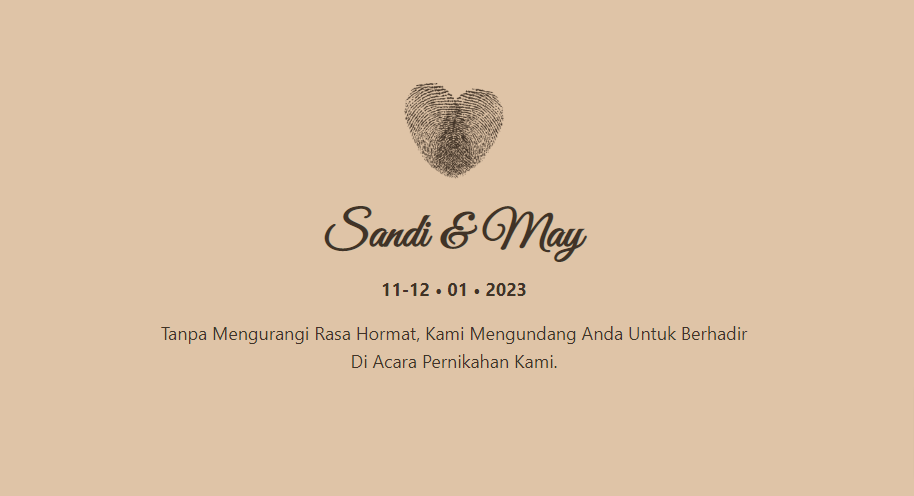 Sandi & May
11-12 • 01 • 2023
Tanpa Mengurangi Rasa Hormat, Kami Mengundang Anda Untuk Berhadir
Di Acara Pernikahan Kami.